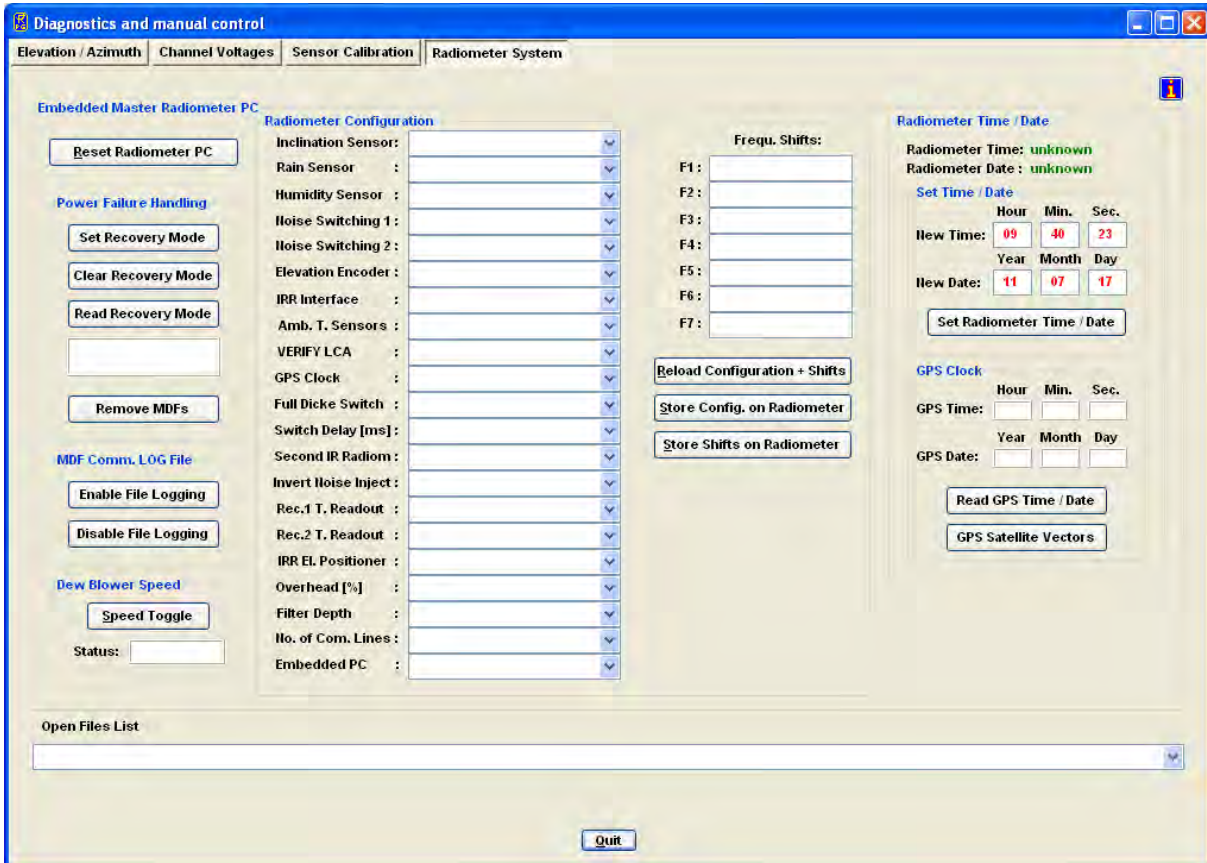 Diagnostics and manual control
Elevation / Azimuth
Channel Voltages
Sensor Calibration
Radiometer System
Embedded Master Radiometer PC
Reset Radiometer PC
Power Failure Handling
Set Recovery Mode
Clear Recovery Mode
Read Recovery Mode
Remove MDFs
MDF Comm. LOG File
Enable File Logging
Disable File Logging
Dew Blower Speed
Speed Toggle
Status:
Radiometer Configuration
Inclination Sensor:
Rain Sensor :
Humidity Sensor :
Noise Switching 1 :
Noise Switching 2 :
Elevation Encoder :
IRR Interface :
Amb. T. Sensors :
VERIFY LCA :
GPS Clock :
Full Dicke Switch :
Switch Delay [ms] :
Second IR Radiom :
Invert Noise Inject :
Rec.1 T. Readout :
Rec.2 T. Readout :
IRR El. Positioner :
Overhead [%] :
Filter Depth :
No. of Com. Lines :
Embedded PC :
Frequ. Shifts:
F1 :
F2 :
F3 :
F4 :
F5 :
F6 :
F7 :
Reload Configuration + Shifts
Store Config. on Radiometer
Store Shifts on Radiometer
i
Radiometer Time / Date
Radiometer Time: unknown
Radiometer Date : unknown
Set Time / Date
Hour Min. Sec.
New Time: 09 40 23
Year Month Day
New Date: 11 07 17
Set Radiometer Time / Date
GPS Clock
Hour Min. Sec.
GPS Time:
Year Month Day
GPS Date:
Read GPS Time / Date
GPS Satellite Vectors
Open Files List
Quit